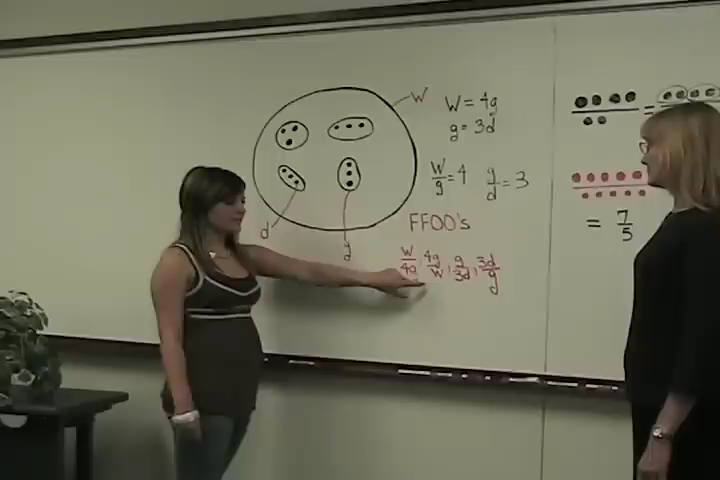 W
W = 4g
g = 3d
W/g = 4 g/d = 3
d
g
FFOO's
W/4g, 4g/W, g/3d, 3d/g
=
= 7/5